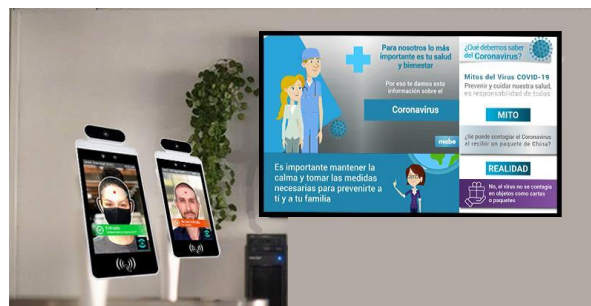 Para nosotros lo más
importante es tu salud
y bienestar
Por eso te damos esta
información sobre el
Coronavirus
mabe
Es importante mantener la
calma y tomar las medidas
necesarias para prevenirte a
tí y a tu familia
¿Qué debemos saber
del Coronavirus?
Mitos del Virus COVID-19
Prevenir y cuidar nuestra salud,
es responsabilidad de todos
MITO
¿Se puede contagiar el Coronavirus
al recibir un paquete de China?
REALIDAD
No, el virus no se contagia
en objetos como cartas
o paquetes